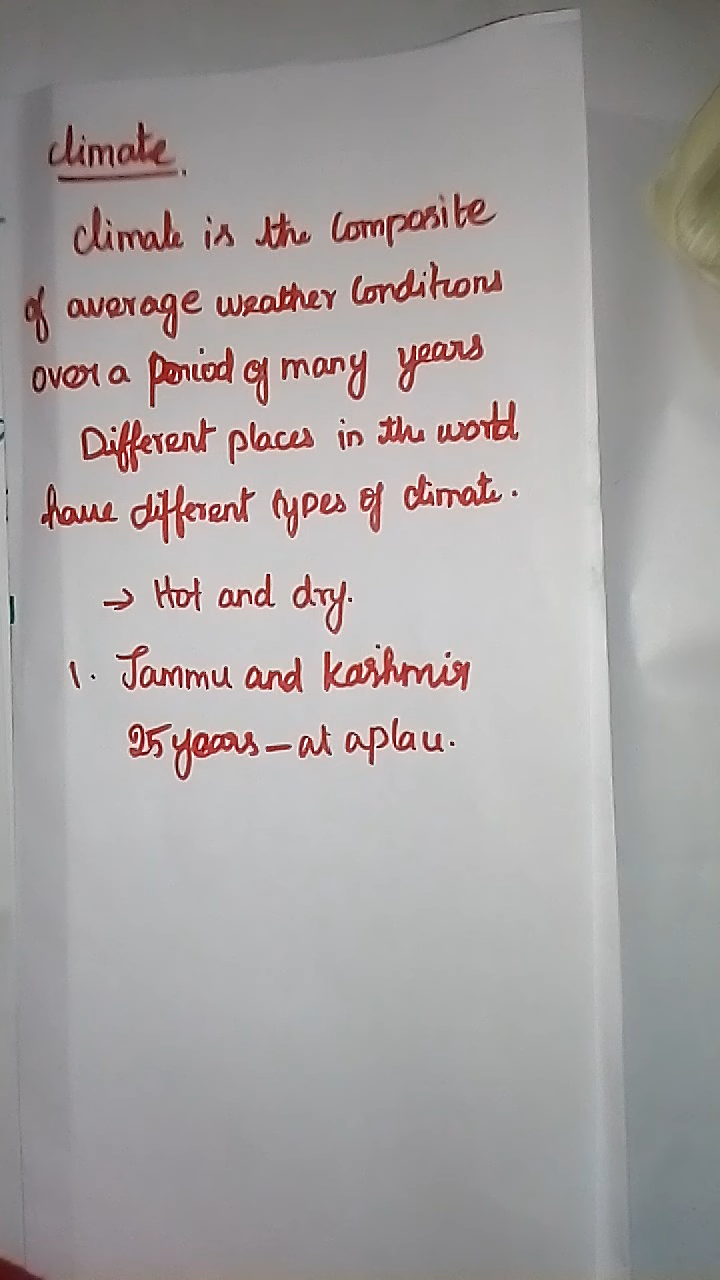 Climate.
Climate is the Composite
of average weather Conditions
over a period of many years
Different places in the world
have different types of climate.
→ Hot and dry.
1. Jammu and kashmir
25 years – at a plau.